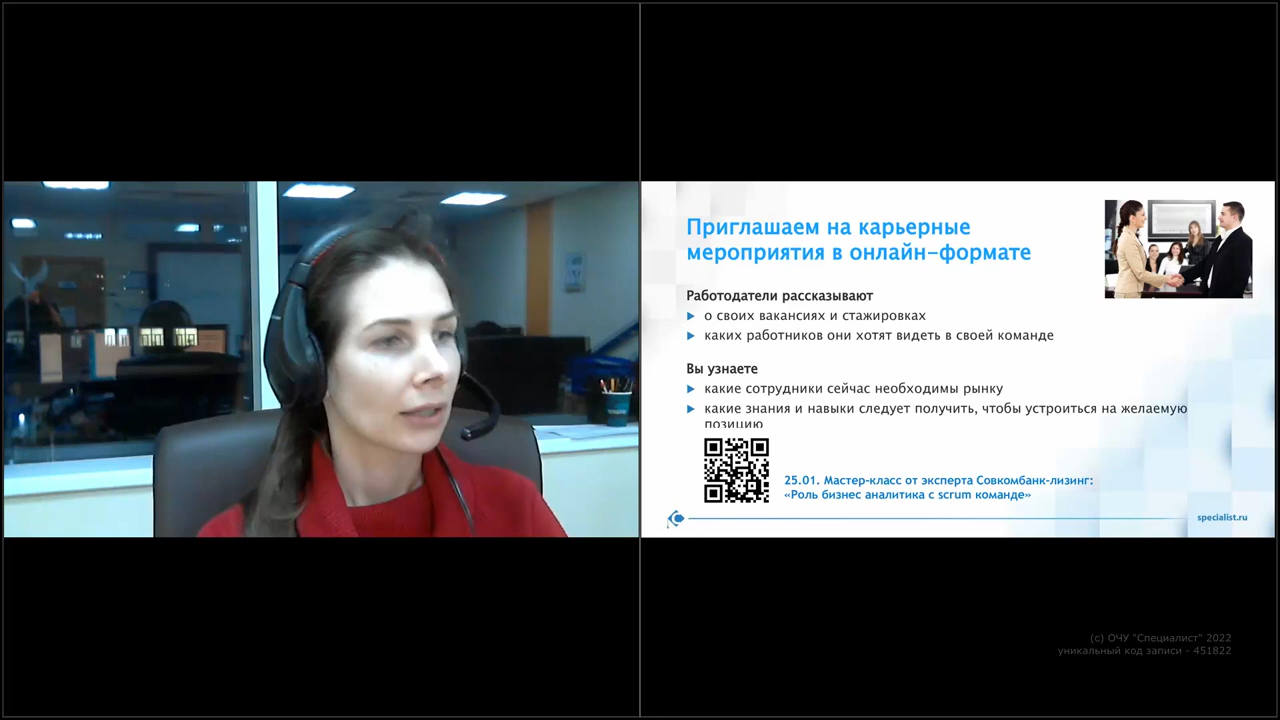 Приглашаем на карьерные
мероприятия в онлайн-формате
Работодатели рассказывают
о своих вакансиях и стажировках
каких работников они хотят видеть в своей команде
Вы узнаете
какие сотрудники сейчас необходимы рынку
какие знания и навыки следует получить, чтобы устроиться на желаемую
позицию
25.01. Мастер-класс от эксперта Совкомбанк-лизинг:
«Роль бизнес аналитика с scrum команде»
specialist.ru
(c) ОЧУ "Специалист" 2022
уникальный код записи - 451822